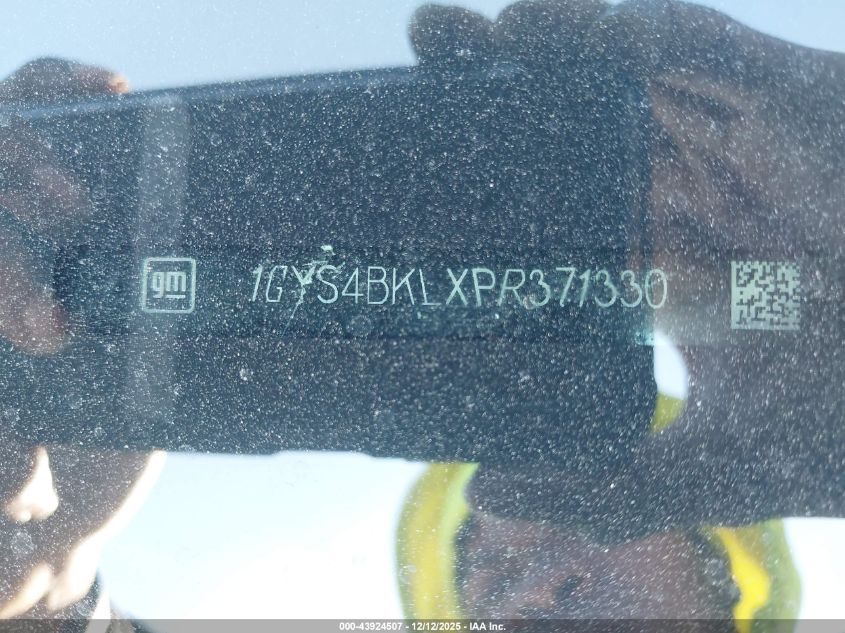 gm 1GYS4BKLXPR371330
000-43924507 - 12/12/2025 - IAA Inc.